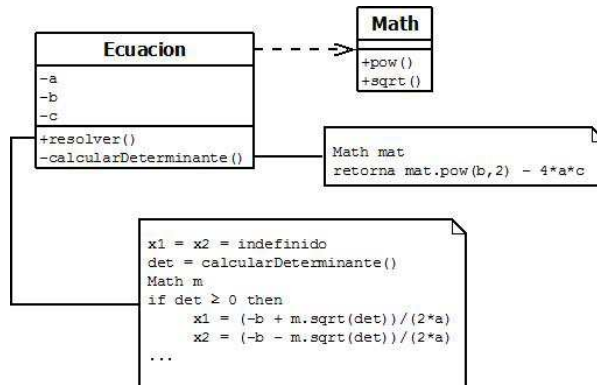 Ecuacion
-a
-b
-c
+resolver()
-calcularDeterminante()
Math
+pow()
+sqrt()
Math mat
retorna mat.pow(b,2) - 4*a*c
x1 = x2 = indefinido
det = calcularDeterminante()
Math m
if det ≥ 0 then
x1 = (-b + m.sqrt(det))/(2*a)
x2 = (-b - m.sqrt(det))/(2*a)
...